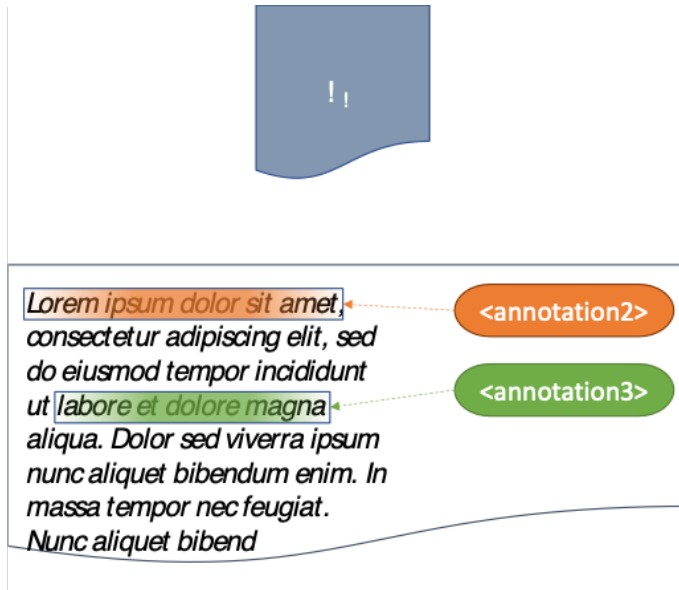 ! !
Lorem ipsum dolor sit amet,
<annotation2>
consectetur adipiscing elit, sed
do eiusmod tempor incididunt
<annotation3>
ut labore et dolore magna
aliqua. Dolor sed viverra ipsum
nunc aliquet bibendum enim. In
massa tempor nec feugiat.
Nunc aliquet bibend